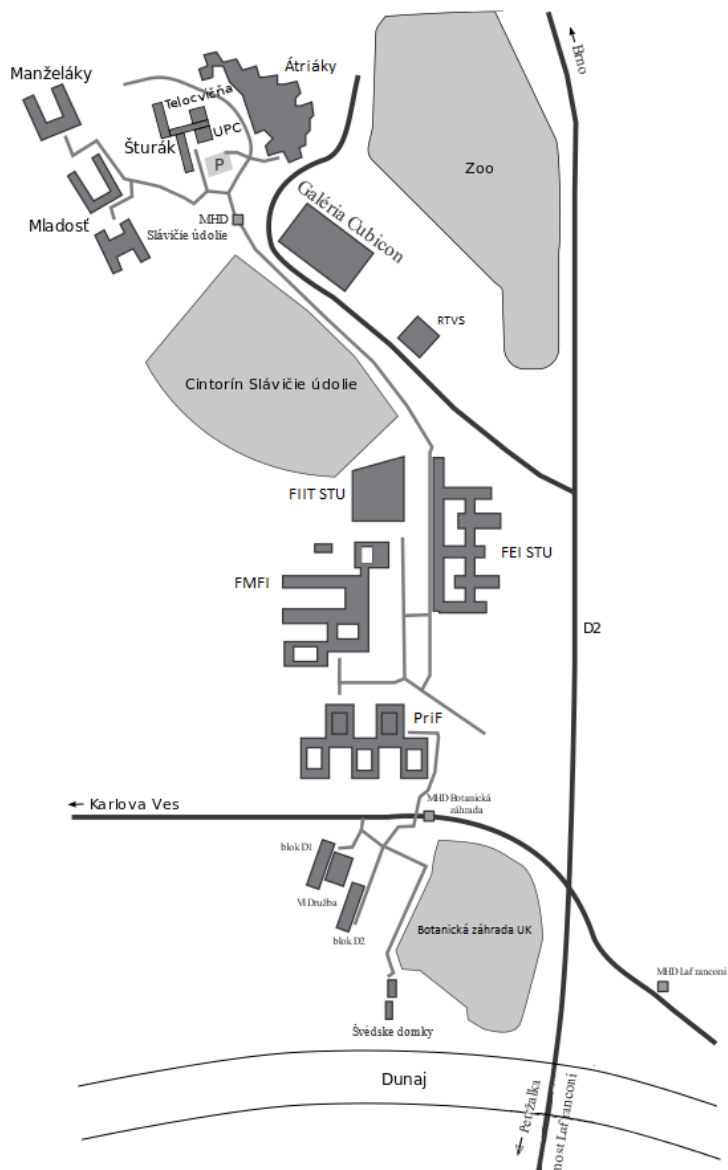 Brno
Manželáky
Átriáky
Telocvičňa
UPC
Šturák
P
Zoo
Mladosť
MHD
Slávičie údolie
Galéria Cubicon
RTVS
Cintorín Slávičie údolie
FIIT STU
FEI STU
FMFI
D2
PriF
Karlova Ves
MHD Botanická
záhrada
blok D1
VI.Družba
blok D2
Botanická záhrada UK
MHD Lafranconi
Švédske domky
Dunaj
Petržalka
most Lafranconi